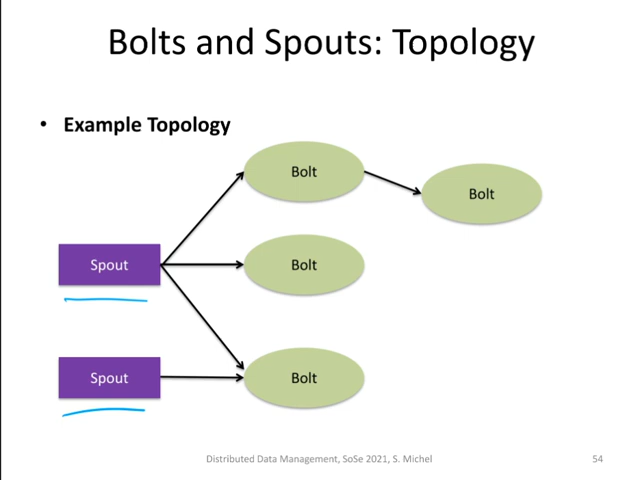 Bolts and Spouts: Topology
• Example Topology
Bolt
Bolt
Spout
Bolt
Spout
Bolt
Distributed Data Management, SoSe 2021, S. Michel
54